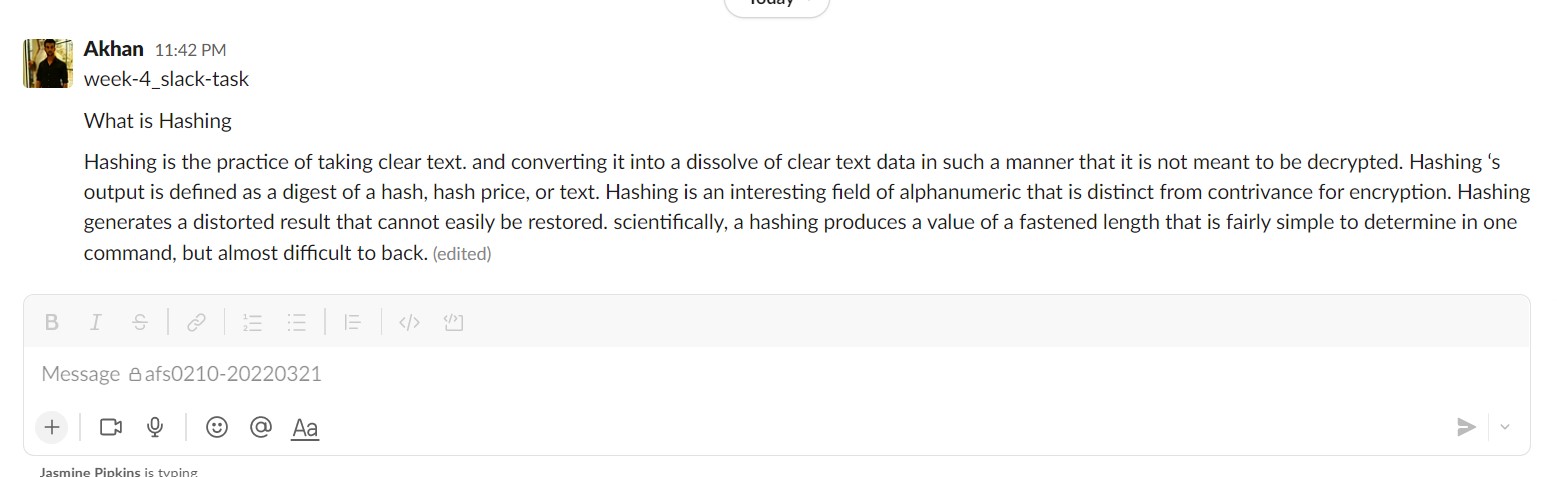 Today
Akhan 11:42 PM
week-4_slack-task
What is Hashing
Hashing is the practice of taking clear text. and converting it into a dissolve of clear text data in such a manner that it is not meant to be decrypted. Hashing ‘s
output is defined as a digest of a hash, hash price, or text. Hashing is an interesting field of alphanumeric that is distinct from contrivance for encryption. Hashing
generates a distorted result that cannot easily be restored. scientifically, a hashing produces a value of a fastened length that is fairly simple to determine in one
command, but almost difficult to back. (edited)
Message afs0210-20220321
Aa
Jasmine Pipkins is typing